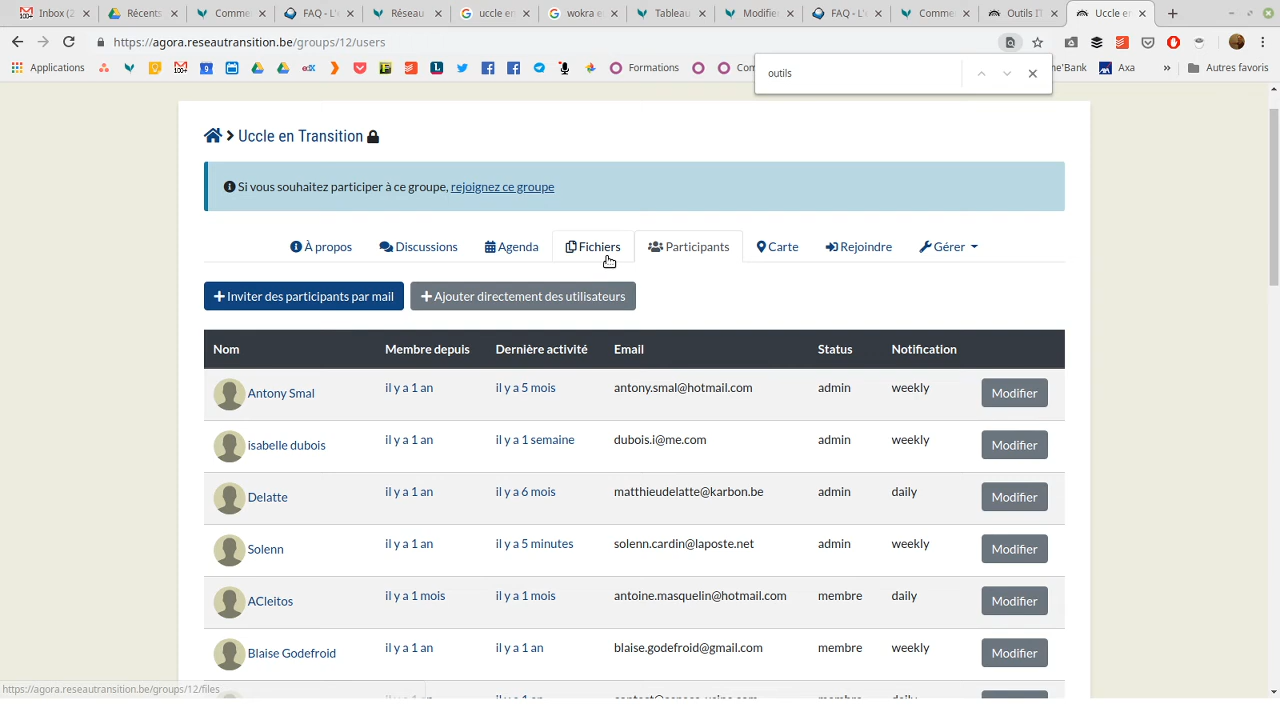 Inbox (2
Récents
Comme
FAQ - L'
Réseau
uccle en
wokra e
Tableau
Modifie
FAQ - L'
Comme
Outils I'
Uccle en
https://agora.reseautransition.be/groups/12/users
Applications
Formations
Con
ne'Bank
Axa
»
Autres favoris
outils
Uccle en Transition
Si vous souhaitez participer à ce groupe, rejoignez ce groupe
À propos Discussions Agenda Fichiers Participants Carte Rejoindre Gérer
+ Inviter des participants par mail + Ajouter directement des utilisateurs
Nom Membre depuis Dernière activité Email Status Notification
Antony Smal il y a 1 an il y a 5 mois antony.smal@hotmail.com admin weekly Modifier
isabelle dubois il y a 1 an il y a 1 semaine dubois.i@me.com admin weekly Modifier
Delatte il y a 1 an il y a 6 mois matthieudelatte@karbon.be admin daily Modifier
Solenn il y a 1 an il y a 5 minutes solenn.cardin@laposte.net admin weekly Modifier
ACleitos il y a 1 mois il y a 1 mois antoine.masquelin@hotmail.com membre daily Modifier
Blaise Godefroid il y a 1 an il y a 1 an blaise.godefroid@gmail.com membre weekly Modifier
https://agora.reseautransition.be/groups/12/files